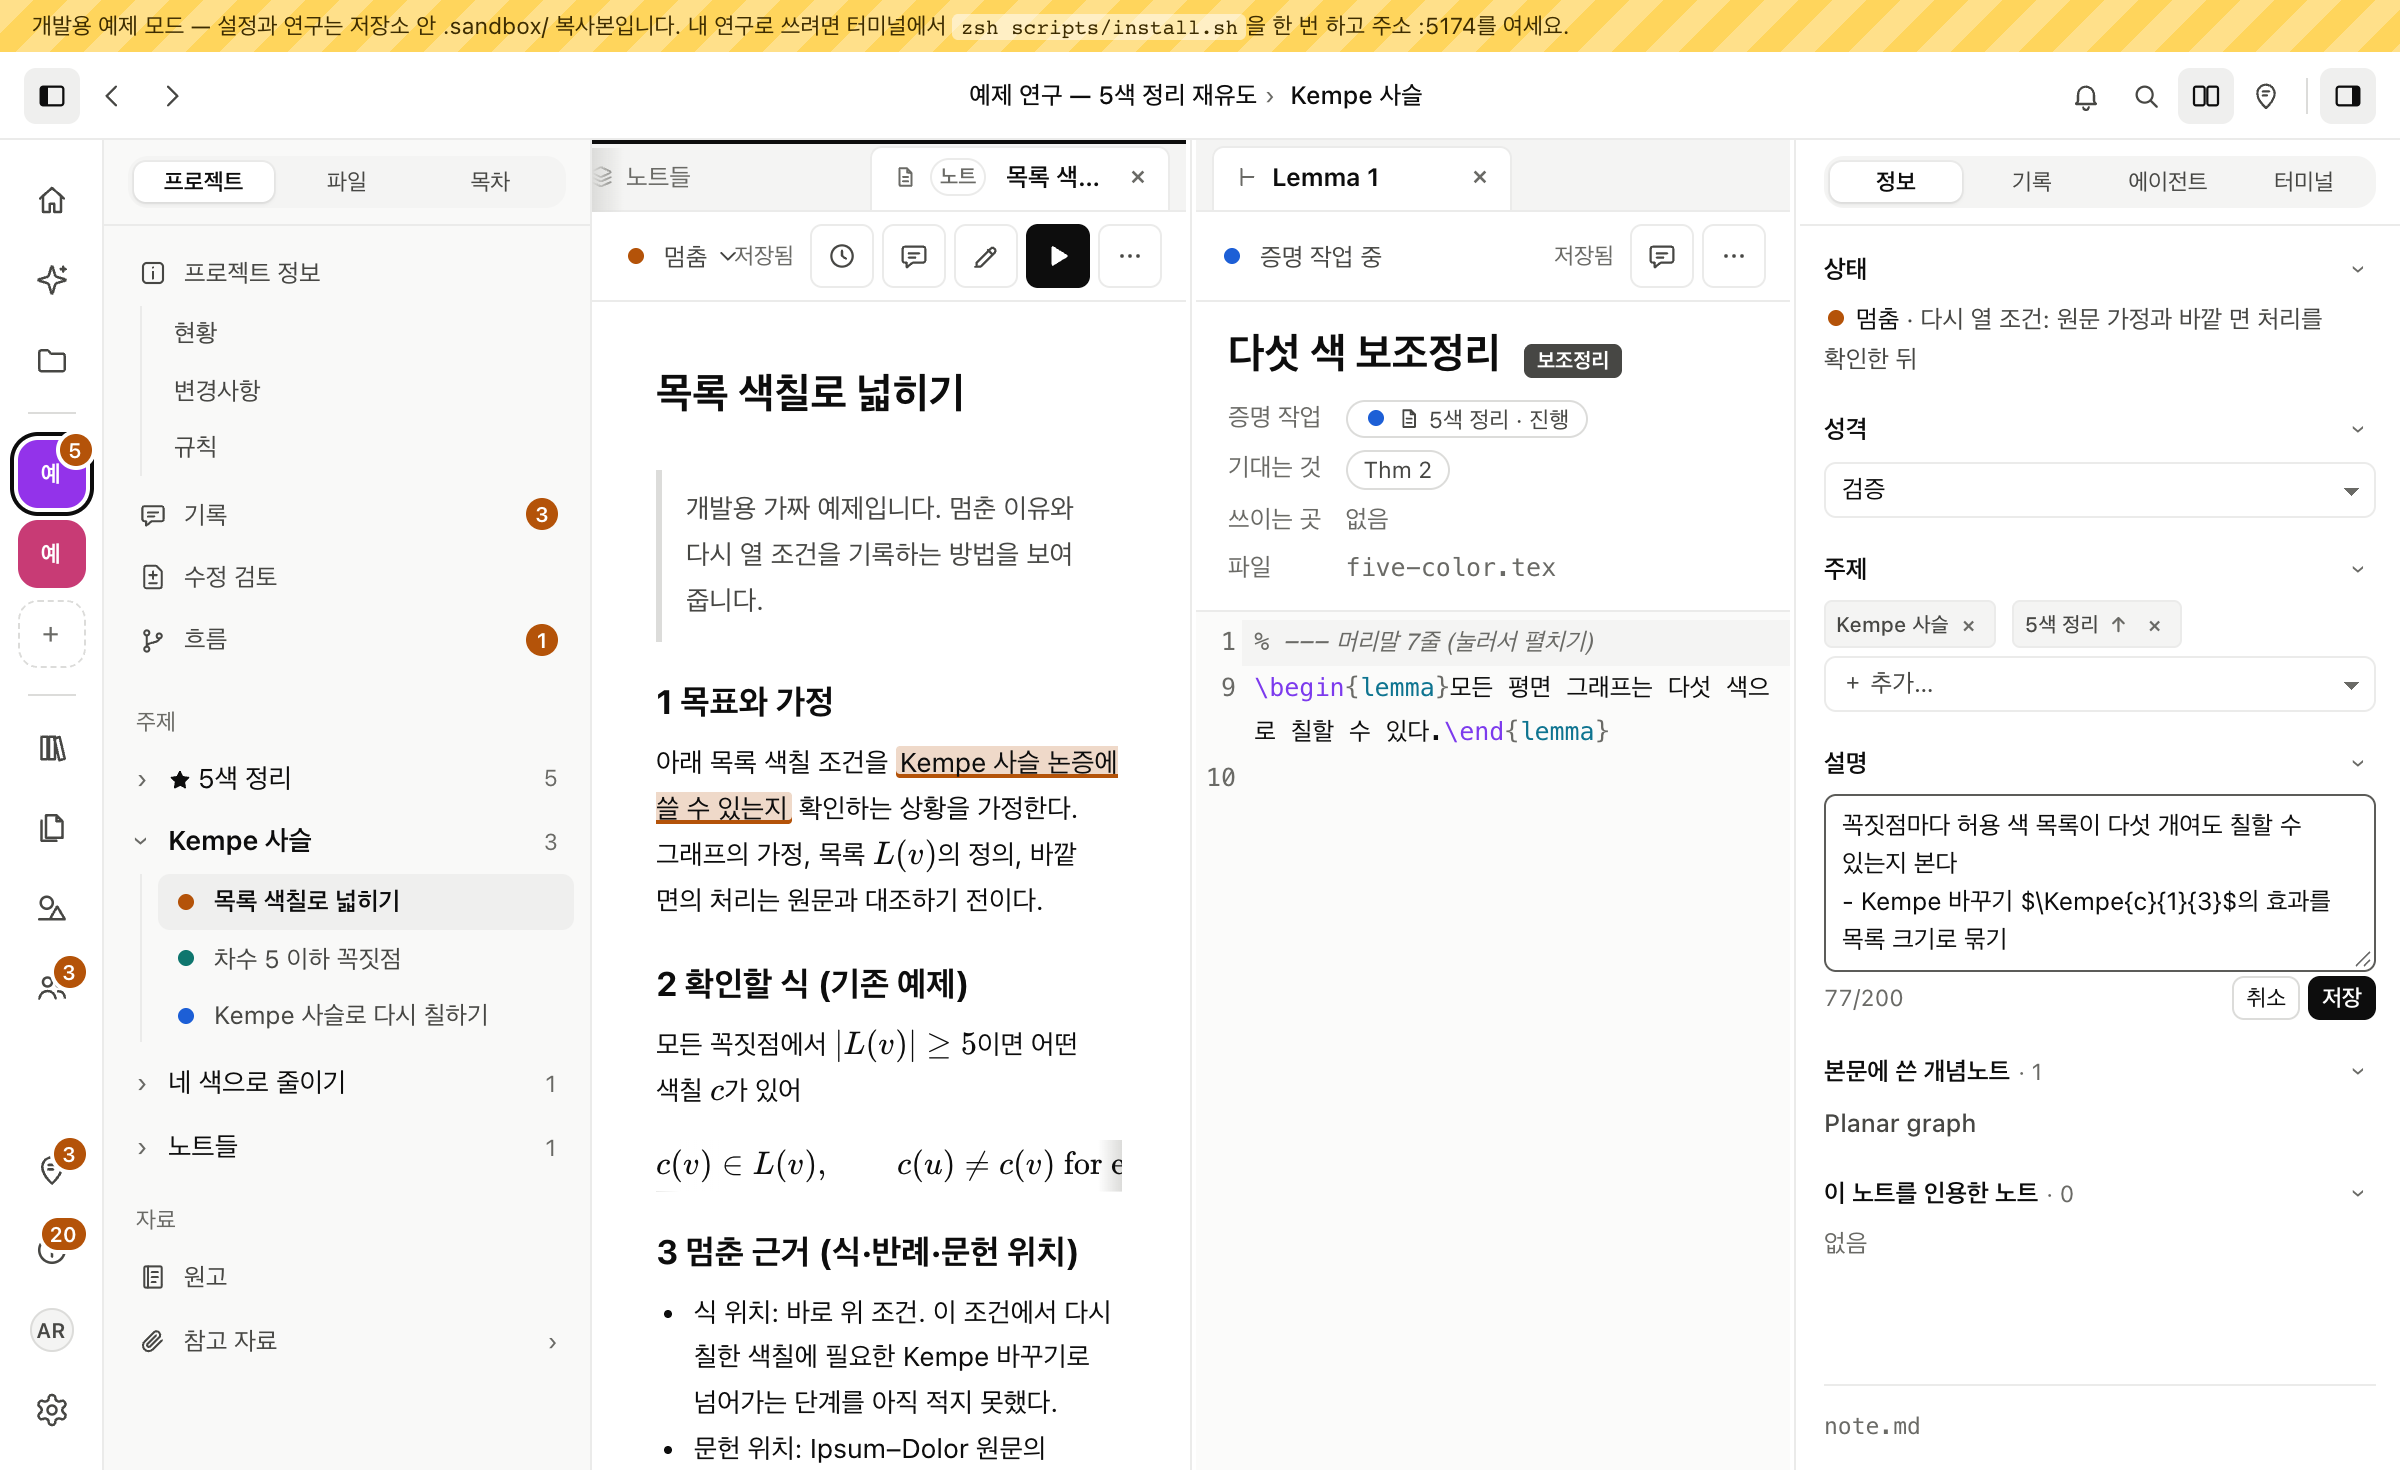 개발용 예제 모드 — 설정과 연구는 저장소 안 .sandbox/ 복사본입니다. 내 연구로 쓰려면 터미널에서 zsh scripts/install.sh을 한 번 하고 주소 :5174를 여세요.
예제 연구 — 5색 정리 재유도 › Kempe 사슬
예
5
예
+
3
3
20
AR
프로젝트
파일
목차
프로젝트 정보
현황
변경사항
규칙
기록
3
수정 검토
흐름
1
주제
› ★ 5색 정리 5
Kempe 사슬 3
목록 색칠로 넓히기
차수 5 이하 꼭짓점
Kempe 사슬로 다시 칠하기
› 네 색으로 줄이기 1
› 노트들 1
자료
원고
참고 자료 ›
노트들
노트 목록 색... ×
멈춤 저장됨
목록 색칠로 넓히기
개발용 가짜 예제입니다. 멈춘 이유와
다시 열 조건을 기록하는 방법을 보여
줍니다.
1 목표와 가정
아래 목록 색칠 조건을 Kempe 사슬 논증에
쓸 수 있는지 확인하는 상황을 가정한다.
그래프의 가정, 목록 L(v)의 정의, 바깥
면의 처리는 원문과 대조하기 전이다.
2 확인할 식 (기존 예제)
모든 꼭짓점에서 |L(v)| ≥ 5이면 어떤
색칠 c가 있어
c(v) ∈ L(v), c(u) ≠ c(v) for e
3 멈춘 근거 (식·반례·문헌 위치)
• 식 위치: 바로 위 조건. 이 조건에서 다시
칠한 색칠에 필요한 Kempe 바꾸기로
넘어가는 단계를 아직 적지 못했다.
• 문헌 위치: Ipsum–Dolor 원문의
⊢ Lemma 1 ×
증명 작업 중 저장됨
다섯 색 보조정리 보조정리
증명 작업 5색 정리 · 진행
기대는 것 Thm 2
쓰이는 곳 없음
파일 five-color.tex
1 % --- 머리말 7줄 (눌러서 펼치기)
9 \begin{lemma}모든 평면 그래프는 다섯 색으
로 칠할 수 있다.\end{lemma}
10
정보
기록
에이전트
터미널
상태
멈춤 · 다시 열 조건: 원문 가정과 바깥 면 처리를
확인한 뒤
성격
검증
주제
Kempe 사슬 × 5색 정리 ↑ ×
+ 추가...
설명
꼭짓점마다 허용 색 목록이 다섯 개여도 칠할 수
있는지 본다
- Kempe 바꾸기 $\Kempe{c}{1}{3}$의 효과를
목록 크기로 묶기
77/200 취소 저장
본문에 쓴 개념노트 · 1
Planar graph
이 노트를 인용한 노트 · 0
없음
note.md